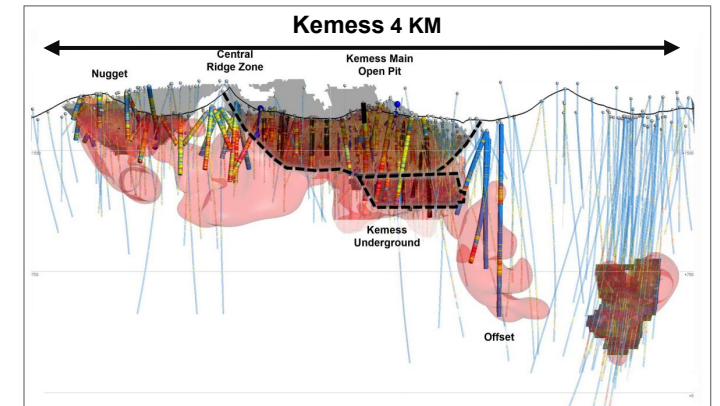 Kemess 4 KM
Central
Ridge Zone
Kemess Main
Open Pit
Nugget
Kemess
Underground
Offset